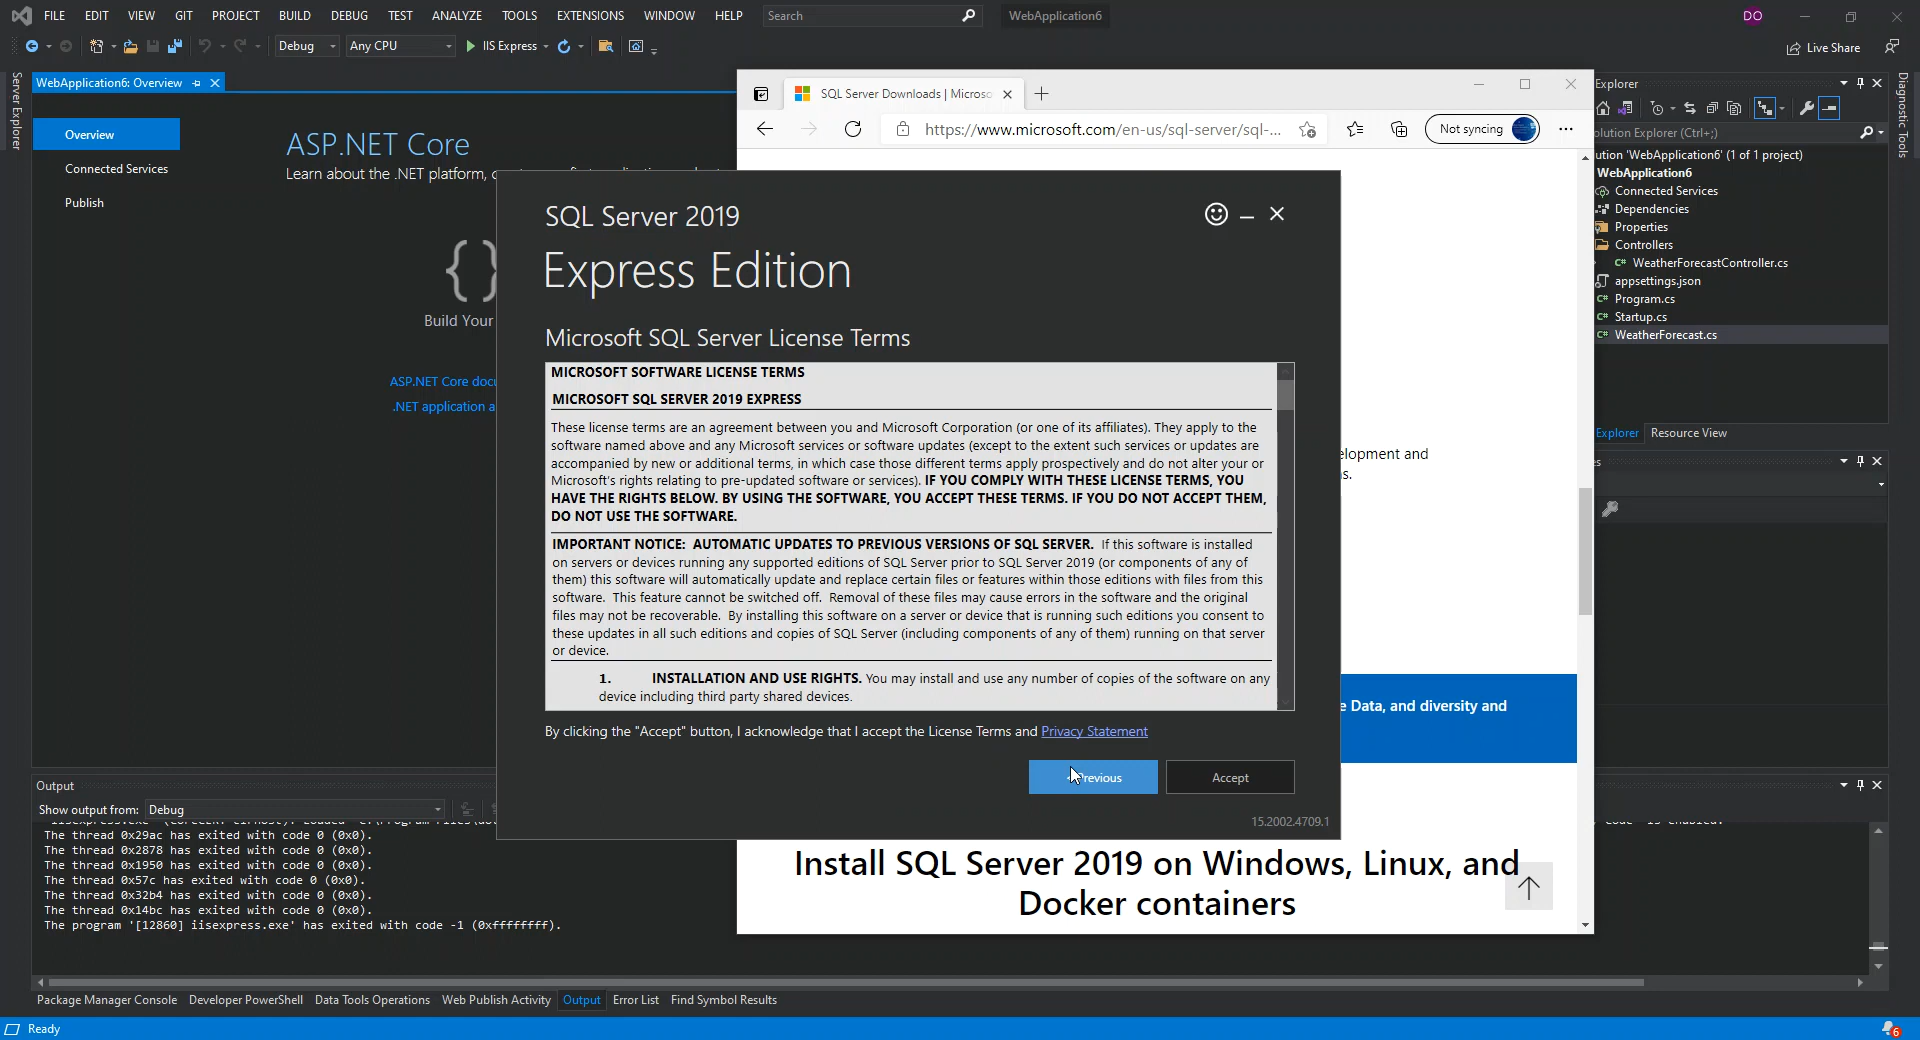 FILE EDIT VIEW GIT PROJECT BUILD DEBUG TEST ANALYZE TOOLS EXTENSIONS WINDOW HELP Search WebApplication6 DO
Debug Any CPU IIS Express Live Share
Server Explorer
WebApplication6: Overview
Overview
Connected Services
Publish
ASP.NET Core
Learn about the .NET platform,
{}
Build Your
ASP.NET Core
.NET application
SQL Server Downloads | Micros
https://www.microsoft.com/en-us/sql-server/sql-... Not syncing
SQL Server 2019
Express Edition
Microsoft SQL Server License Terms
MICROSOFT SOFTWARE LICENSE TERMS
MICROSOFT SQL SERVER 2019 EXPRESS
These license terms are an agreement between you and Microsoft Corporation (or one of its affiliates). They apply to the
software named above and any Microsoft services or software updates (except to the extent such services or updates are
accompanied by new or additional terms, in which case those different terms apply prospectively and do not alter your or
Microsoft's rights relating to pre-updated software or services). IF YOU COMPLY WITH THESE LICENSE TERMS, YOU
HAVE THE RIGHTS BELOW. BY USING THE SOFTWARE, YOU ACCEPT THESE TERMS. IF YOU DO NOT ACCEPT THEM,
DO NOT USE THE SOFTWARE.
IMPORTANT NOTICE: AUTOMATIC UPDATES TO PREVIOUS VERSIONS OF SQL SERVER. If this software is installed
on servers or devices running any supported editions of SQL Server prior to SQL Server 2019 (or components of any of
them) this software will automatically update and replace certain files or features within those editions with files from this
software. This feature cannot be switched off. Removal of these files may cause errors in the software and the original
files may not be recoverable. By installing this software on a server or device that is running such editions you consent to
these updates in all such editions and copies of SQL Server (including components of any of them) running on that server
or device.
1. INSTALLATION AND USE RIGHTS. You may install and use any number of copies of the software on any
device including third party shared devices.
By clicking the "Accept" button, I acknowledge that I accept the License Terms and Privacy Statement
Previous Accept
15.2002.4709.1
elopment and
s.
e Data, and diversity and
Install SQL Server 2019 on Windows, Linux, and
Docker containers
Explorer
olution Explorer (Ctrl+;)
ution 'WebApplication6' (1 of 1 project)
WebApplication6
Connected Services
Dependencies
Properties
Controllers
C# WeatherForecastController.cs
appsettings.json
C# Program.cs
C# Startup.cs
C# WeatherForecast.cs
Explorer Resource View
es
Diagnostic Tools
Output
Show output from: Debug
The thread 0x29ac has exited with code 0 (0x0).
The thread 0x2878 has exited with code 0 (0x0).
The thread 0x1950 has exited with code 0 (0x0).
The thread 0x57c has exited with code 0 (0x0).
The thread 0x32b4 has exited with code 0 (0x0).
The thread 0x14bc has exited with code 0 (0x0).
The program '[12860] iisexpress.exe' has exited with code -1 (0xffffffff).
Package Manager Console Developer PowerShell Data Tools Operations Web Publish Activity Output Error List Find Symbol Results
Ready 6